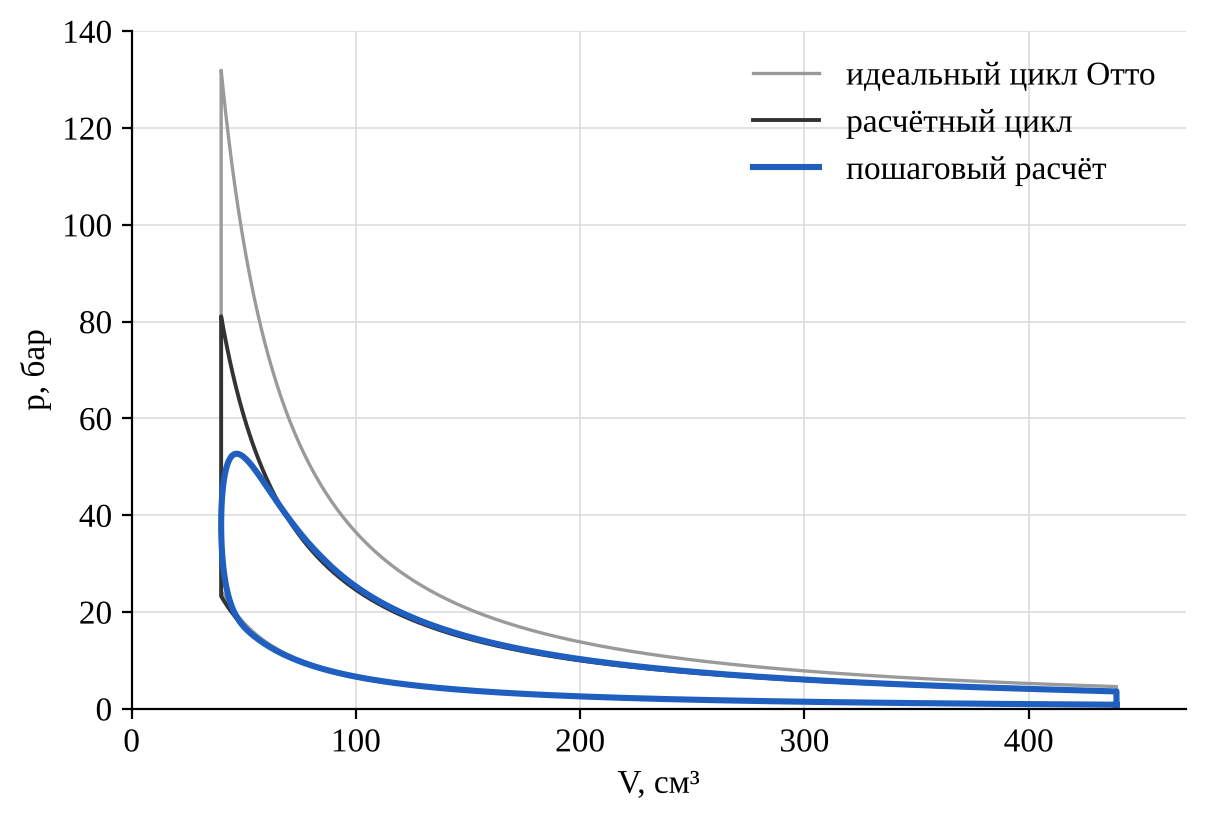 140
120
100
80
60
40
20
0
p, бар
идеальный цикл Отто
расчётный цикл
пошаговый расчёт
0 100 200 300 400
V, см³